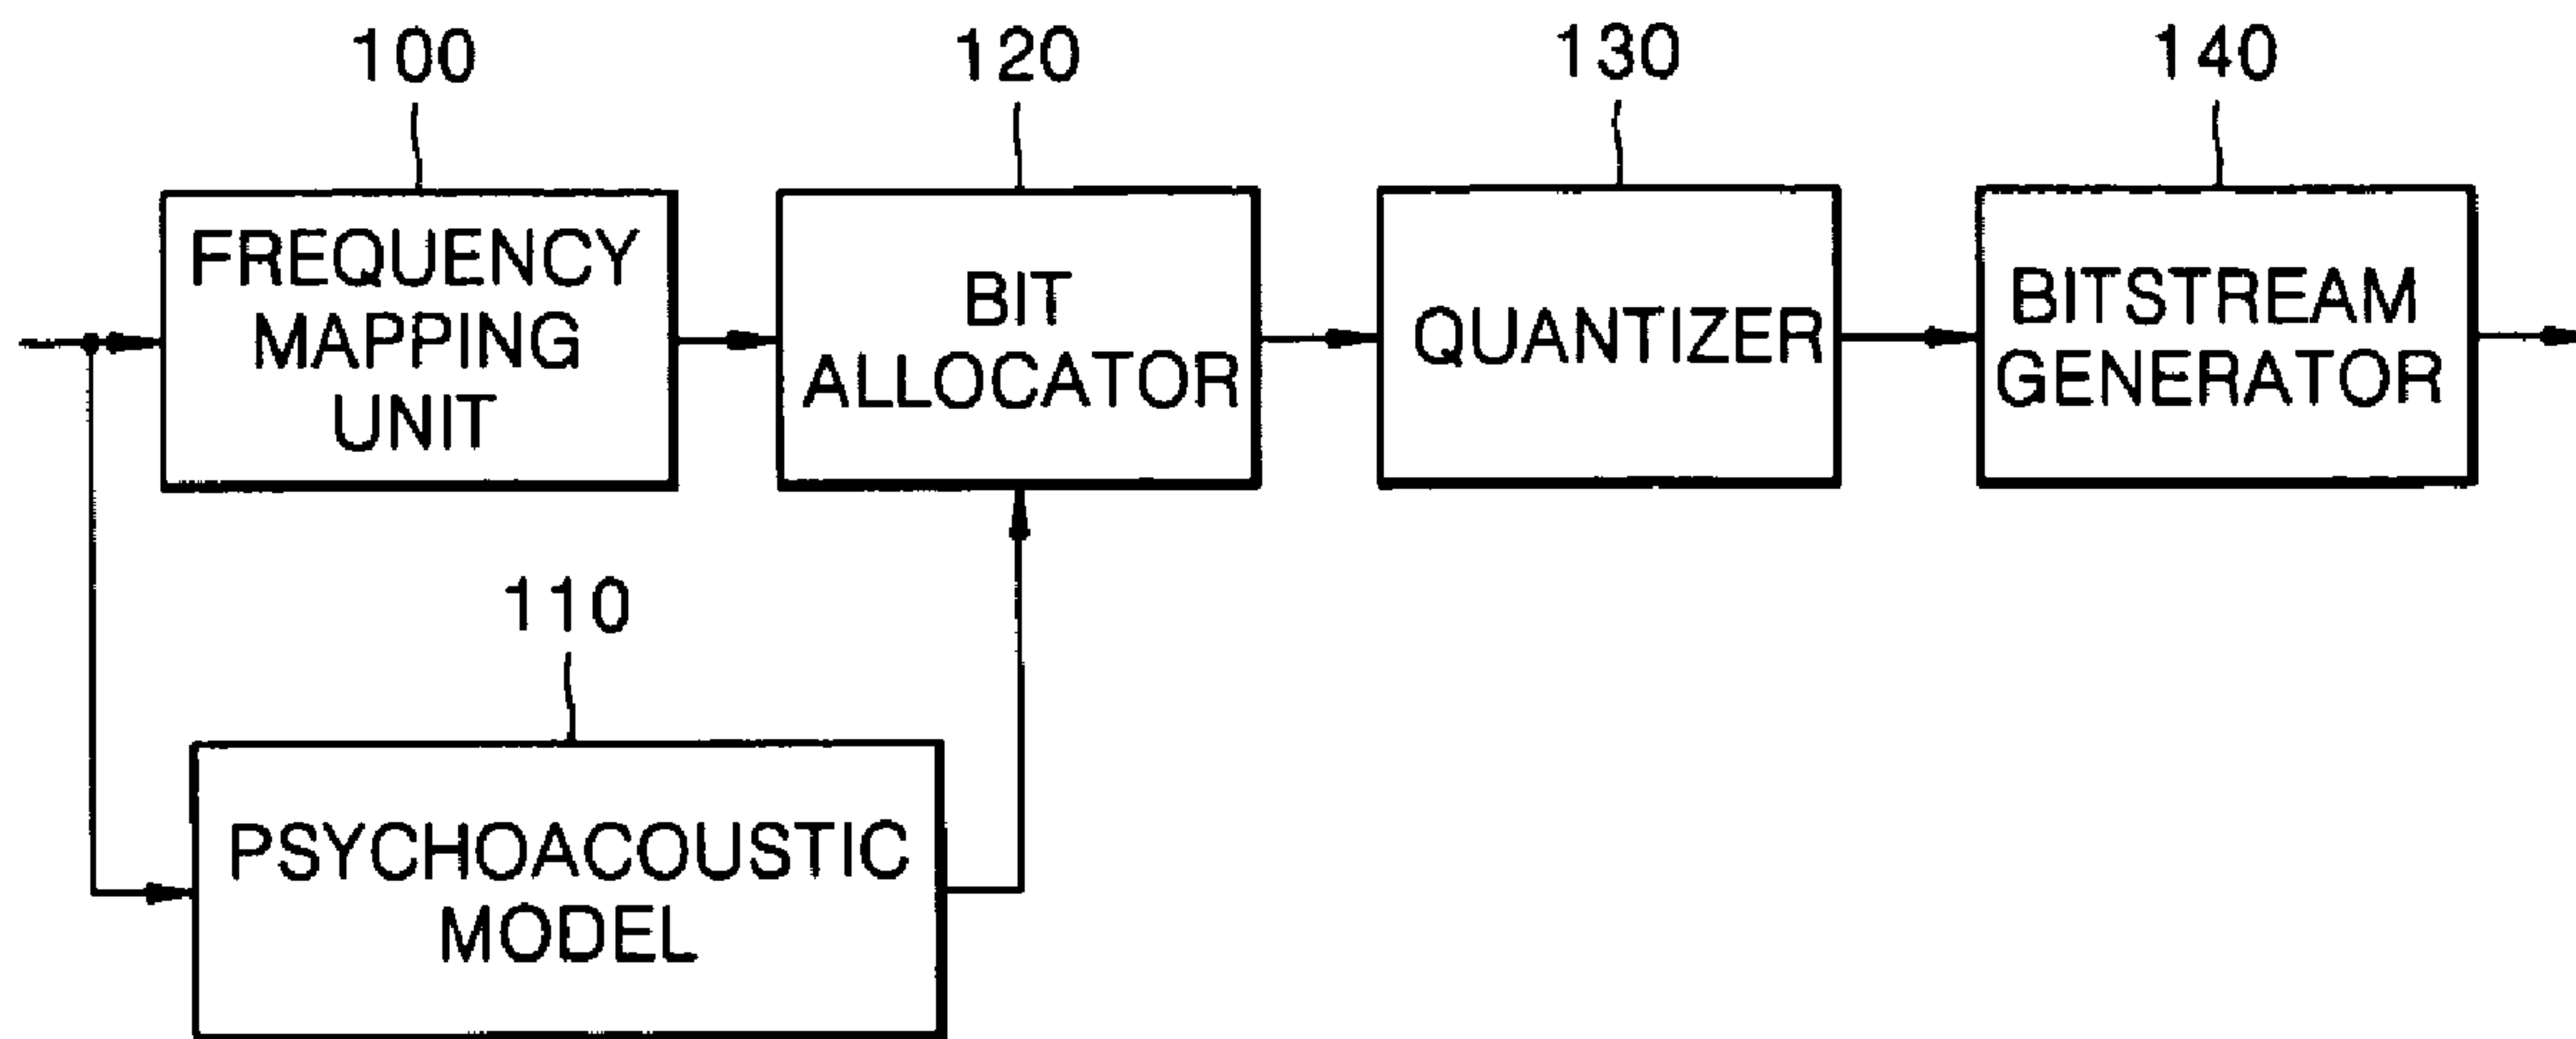 100
120
130
140
FREQUENCY
MAPPING
UNIT
BIT
ALLOCATOR
QUANTIZER
BITSTREAM
GENERATOR
110
PSYCHOACOUSTIC
MODEL